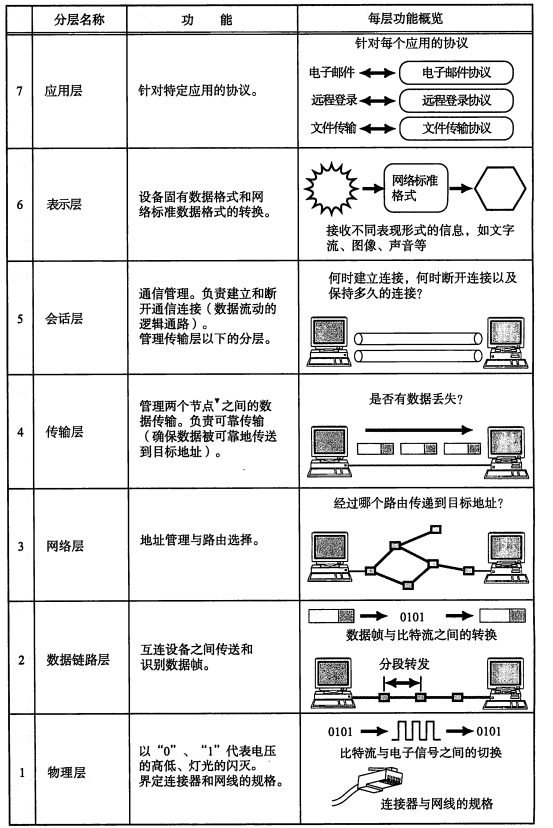 分层名称 功 能 每层功能概览
针对每个应用的协议
7 应用层 针对特定应用的协议。
电子邮件 电子邮件协议
远程登录 远程登录协议
文件传输 文件传输协议
6 表示层
设备固有数据格式和网
络标准数据格式的转换。
网络标准
格式
接收不同表现形式的信息，如文字
流、图像、声音等
5 会话层
通信管理。负责建立和断
开通信连接（数据流动的
逻辑通路）。
管理传输层以下的分层。
何时建立连接，何时断开连接以及
保持多久的连接？
4 传输层
管理两个节点▼之间的数
据传输。负责可靠传输
（确保数据被可靠地传送
到目标地址）。
是否有数据丢失？
3 网络层 地址管理与路由选择。
经过哪个路由传递到目标地址？
2 数据链路层
互连设备之间传送和
识别数据帧。
0101
数据帧与比特流之间的转换
分段转发
1 物理层
以“0”、“1”代表电压
的高低、灯光的闪灭。
界定连接器和网线的规格。
0101 0101
比特流与电子信号之间的切换
连接器与网线的规格